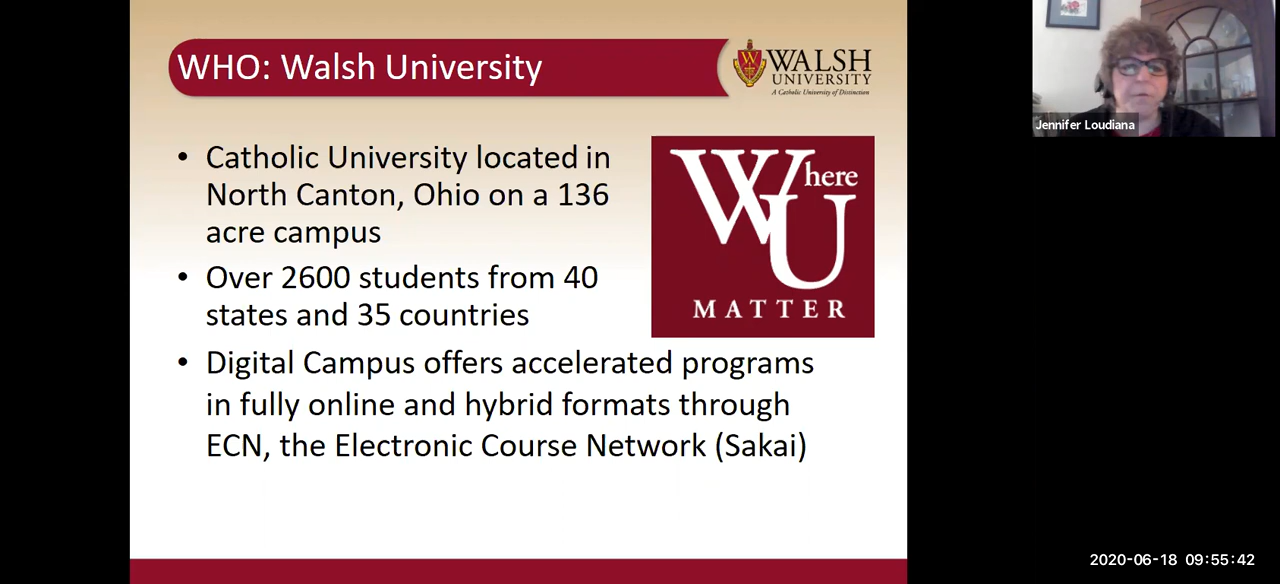 WHO: Walsh University
WALSH
UNIVERSITY
A Catholic University of Distinction
• Catholic University located in
North Canton, Ohio on a 136
acre campus
• Over 2600 students from 40
states and 35 countries
• Digital Campus offers accelerated programs
in fully online and hybrid formats through
ECN, the Electronic Course Network (Sakai)
Where
U
MATTER
Jennifer Loudiana
2020-06-18 09:55:42